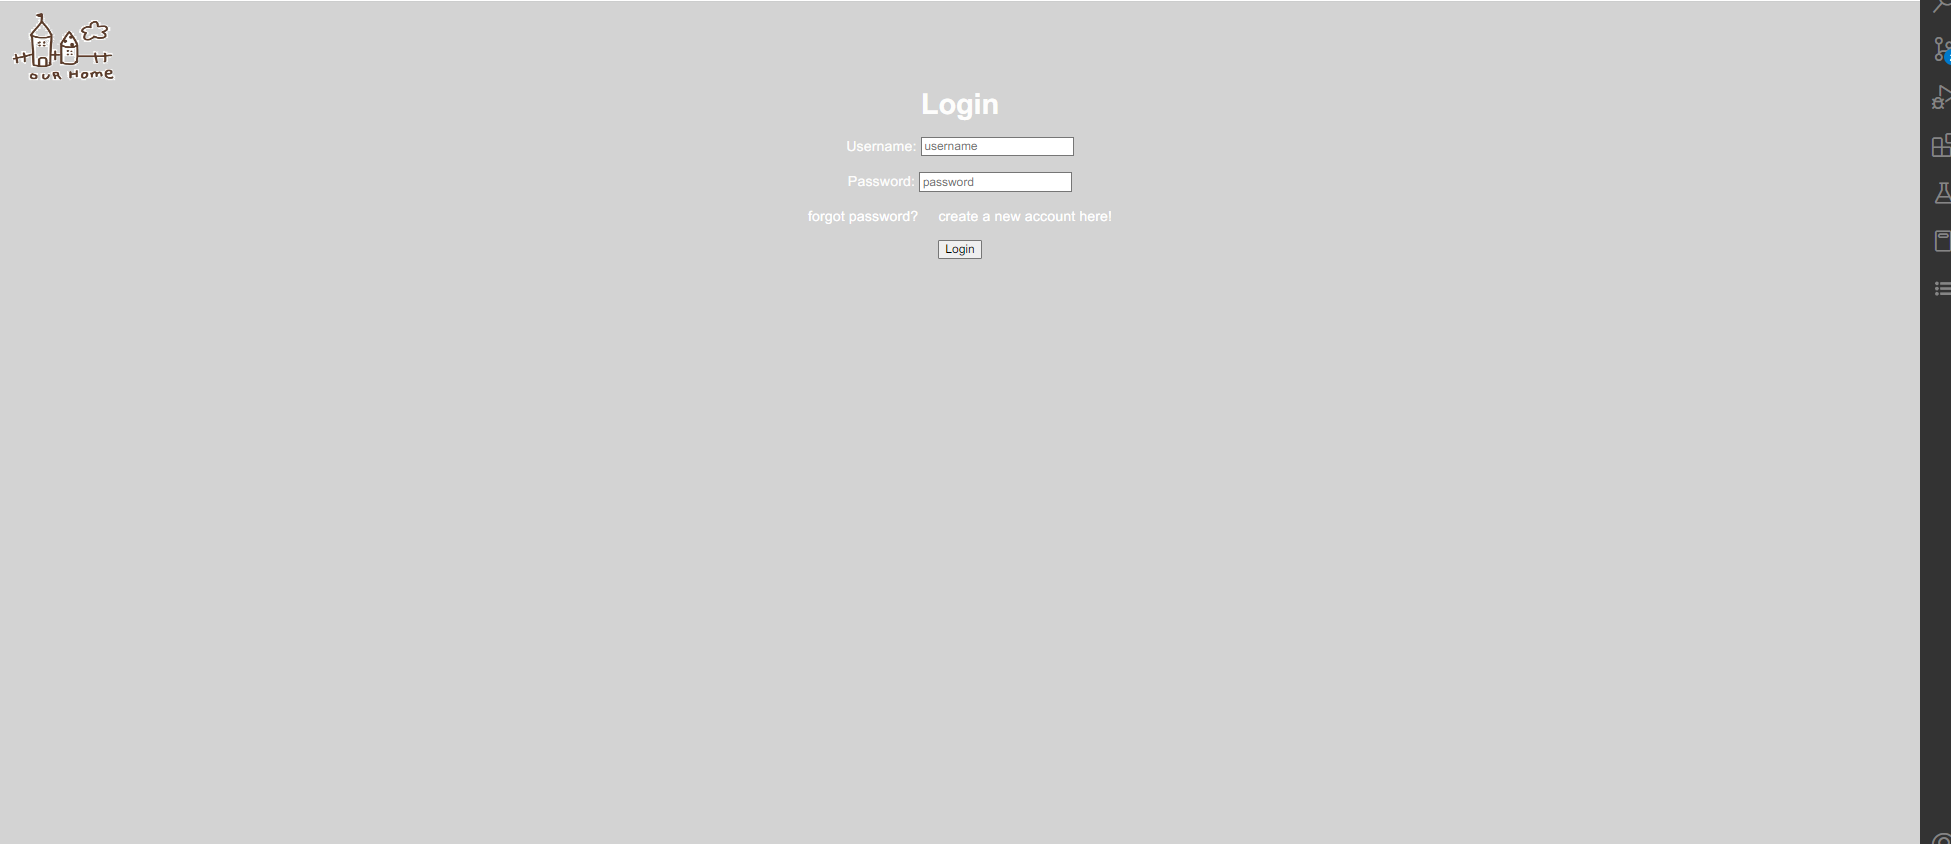 OUR HOME
Login
Username: username
Password: password
forgot password? create a new account here!
Login